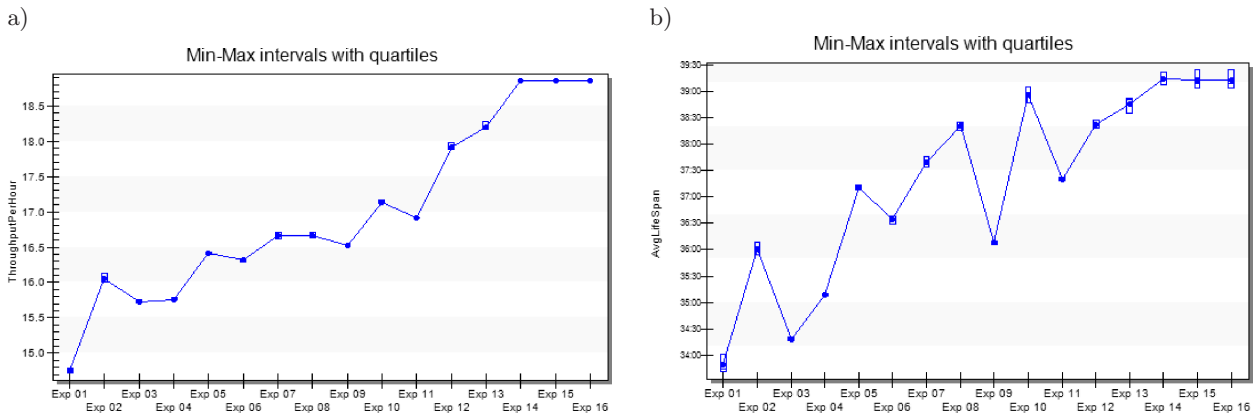 a)
Min-Max intervals with quartiles
ThroughputPerHour
18.5
18.0
17.5
17.0
16.5
16.0
15.5
15.0
Exp 01 Exp 03 Exp 05 Exp 07 Exp 09 Exp 11 Exp 13 Exp 15
Exp 02 Exp 04 Exp 06 Exp 08 Exp 10 Exp 12 Exp 14 Exp 16
b)
Min-Max intervals with quartiles
AvgLifeSpan
39:30
39:00
38:30
38:00
37:30
37:00
36:30
36:00
35:30
35:00
34:30
34:00
Exp 01 Exp 03 Exp 05 Exp 07 Exp 09 Exp 11 Exp 13 Exp 15
Exp 02 Exp 04 Exp 06 Exp 08 Exp 10 Exp 12 Exp 14 Exp 16